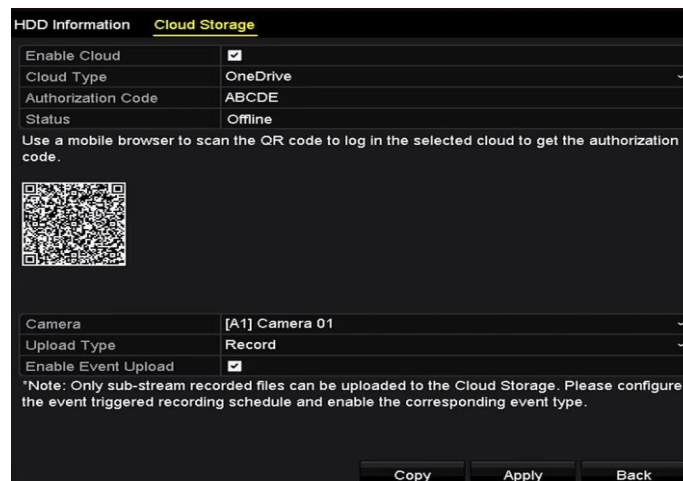 HDD Information Cloud Storage
Enable Cloud
Cloud Type OneDrive
Authorization Code ABCDE
Status Offline
Use a mobile browser to scan the QR code to log in the selected cloud to get the authorization
code.
Camera [A1] Camera 01
Upload Type Record
Enable Event Upload
*Note: Only sub-stream recorded files can be uploaded to the Cloud Storage. Please configure
the event triggered recording schedule and enable the corresponding event type.
Copy Apply Back